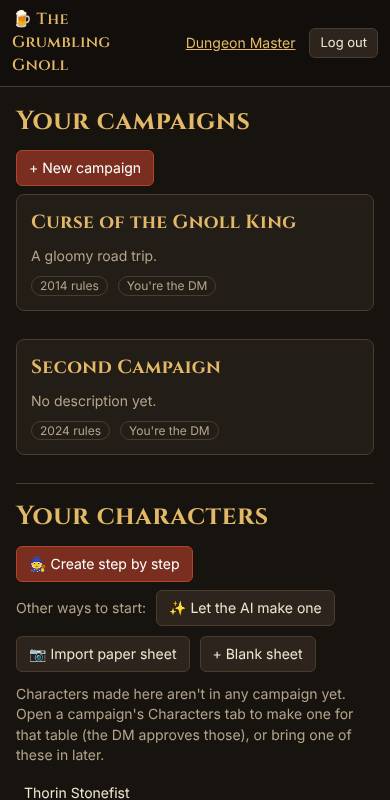 🍺 The
Grumbling
Gnoll
Dungeon Master
Log out
Your campaigns
+ New campaign
Curse of the Gnoll King
A gloomy road trip.
2014 rules
You're the DM
Second Campaign
No description yet.
2024 rules
You're the DM
Your characters
🧙 Create step by step
Other ways to start:
✨ Let the AI make one
📷 Import paper sheet
+ Blank sheet
Characters made here aren't in any campaign yet.
Open a campaign's Characters tab to make one for
that table (the DM approves those), or bring one of
these in later.
Thorin Stonefist